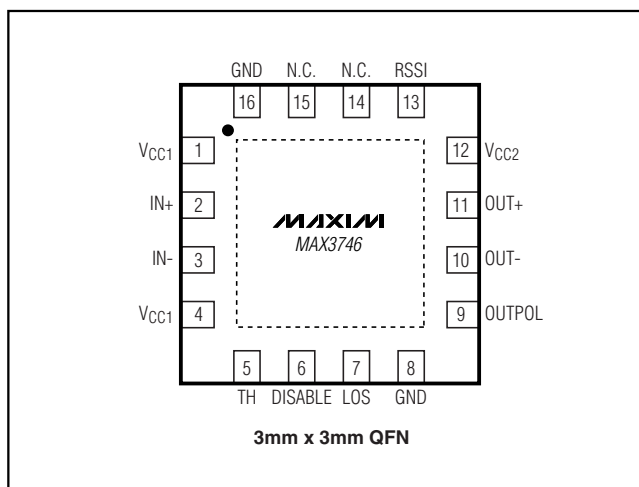 GND N.C. N.C. RSSI
16 15 14 13
VCC1 1 12 VCC2
IN+ 2 11 OUT+
MAXIM
MAX3746
IN- 3 10 OUT-
VCC1 4 9 OUTPOL
5 6 7 8
TH DISABLE LOS GND
3mm x 3mm QFN